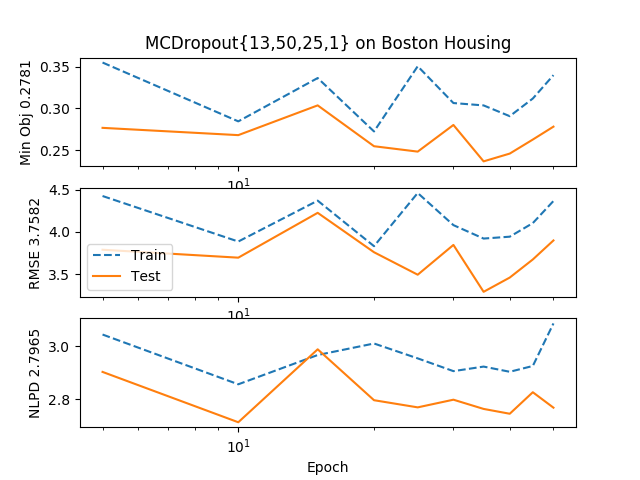 MCDropout{13,50,25,1} on Boston Housing
Min Obj 0.2781
0.35
0.30
0.25
10¹
RMSE 3.7582
4.5
4.0
3.5
Train
Test
10¹
NLPD 2.7965
3.0
2.8
10¹
Epoch